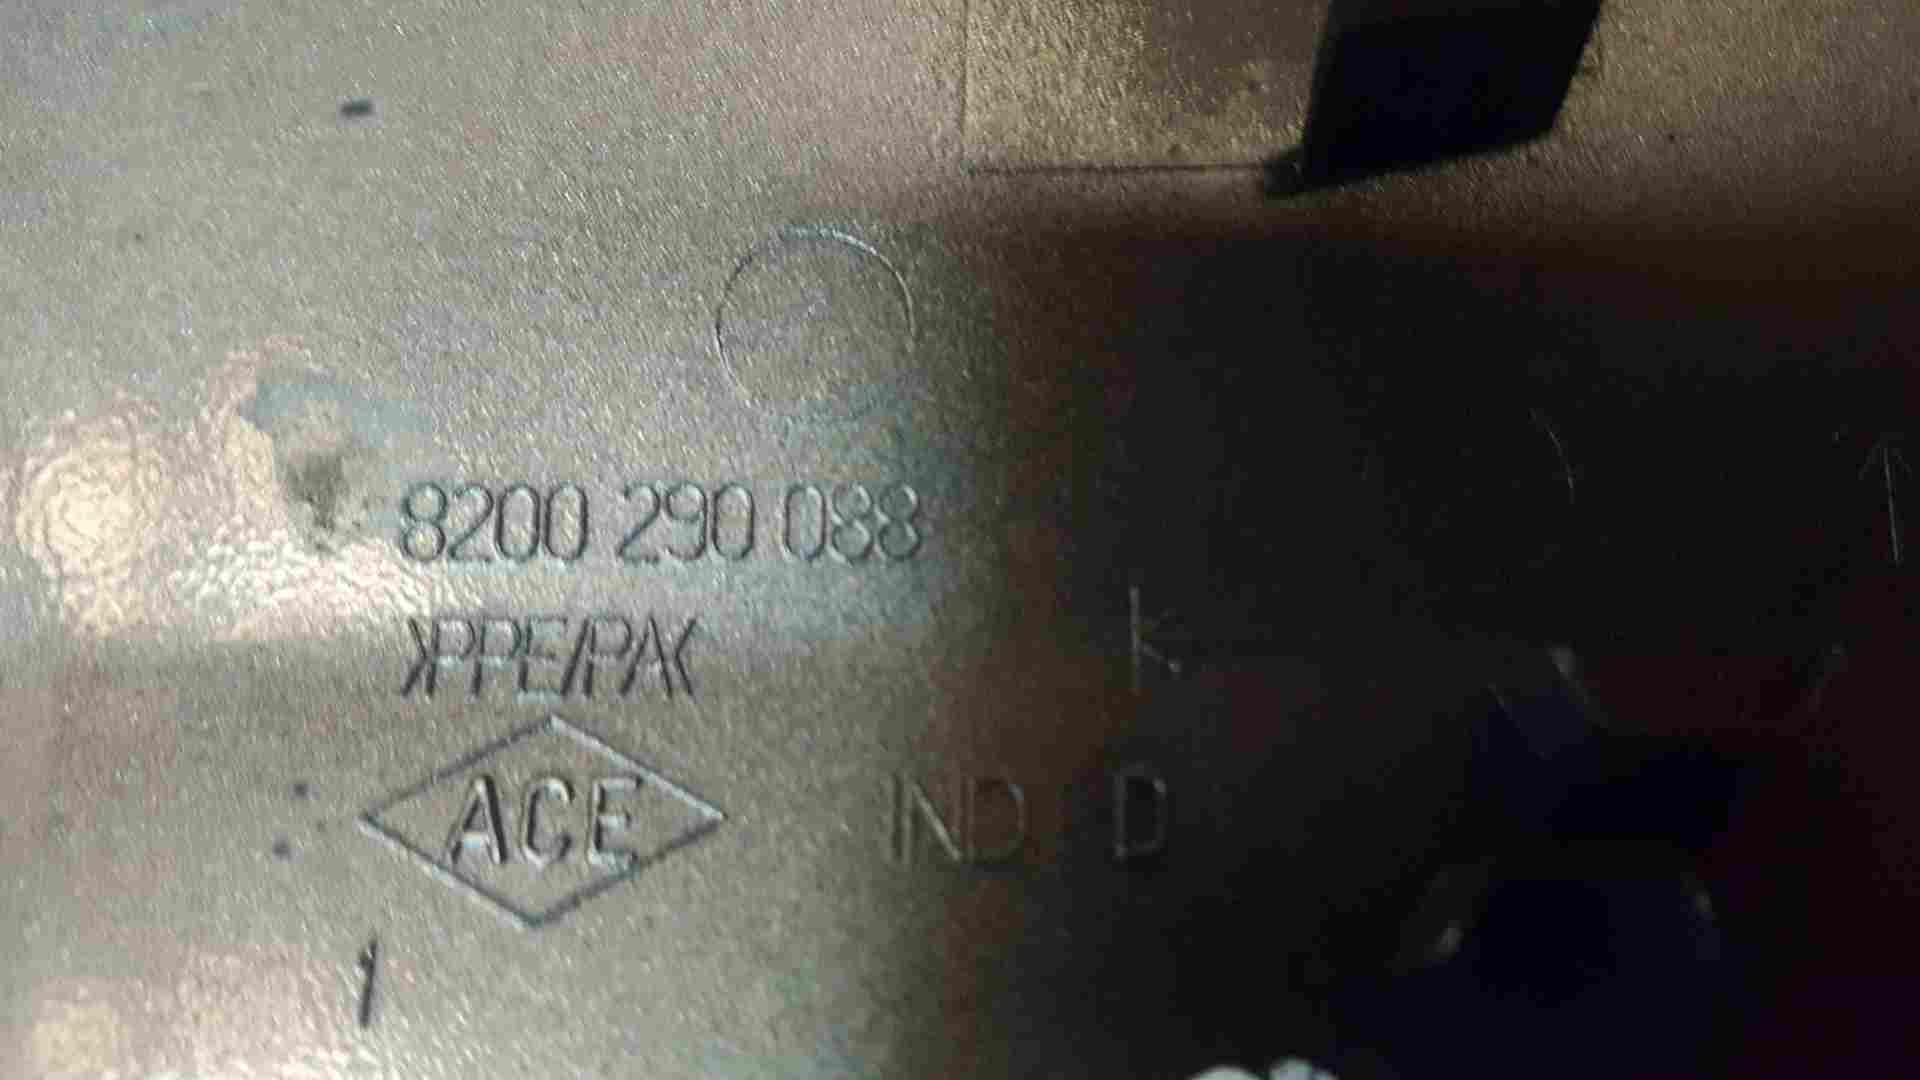 8200 290 088
>PPE/PA<
K
ACE IND D
1